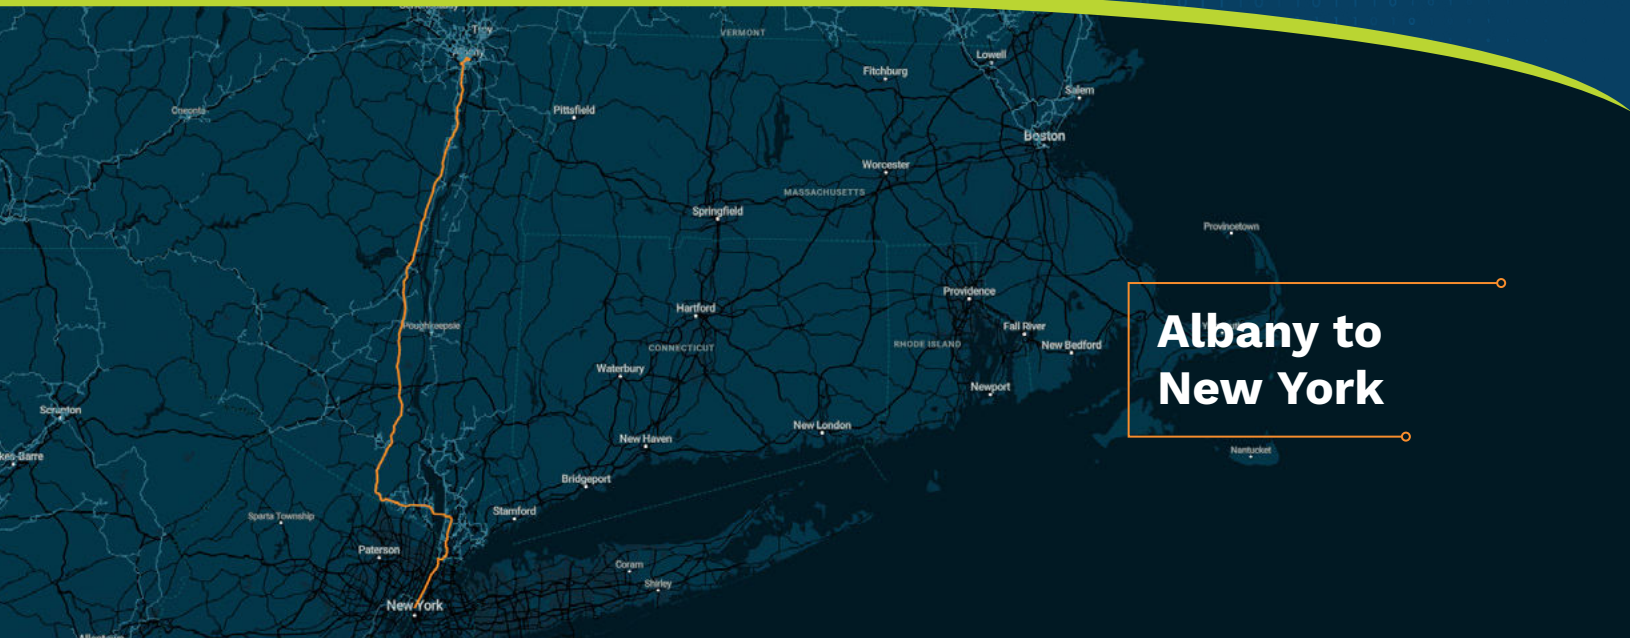 Troy
VERMONT
Lowell
Fitchburg
Salem
Oneonta
Pittsfield
Boston
Worcester
MASSACHUSETTS
Springfield
Provincetown
Providence
Hartford
Poughkeepsie
Fall River
New Bedford
RHODE ISLAND
CONNECTICUT
Albany to
New York
Waterbury
Newport
Scranton
New London
New Haven
Nantucket
kes-Barre
Bridgeport
Stamford
Sparta Township
Paterson
Coram
Shirley
New York